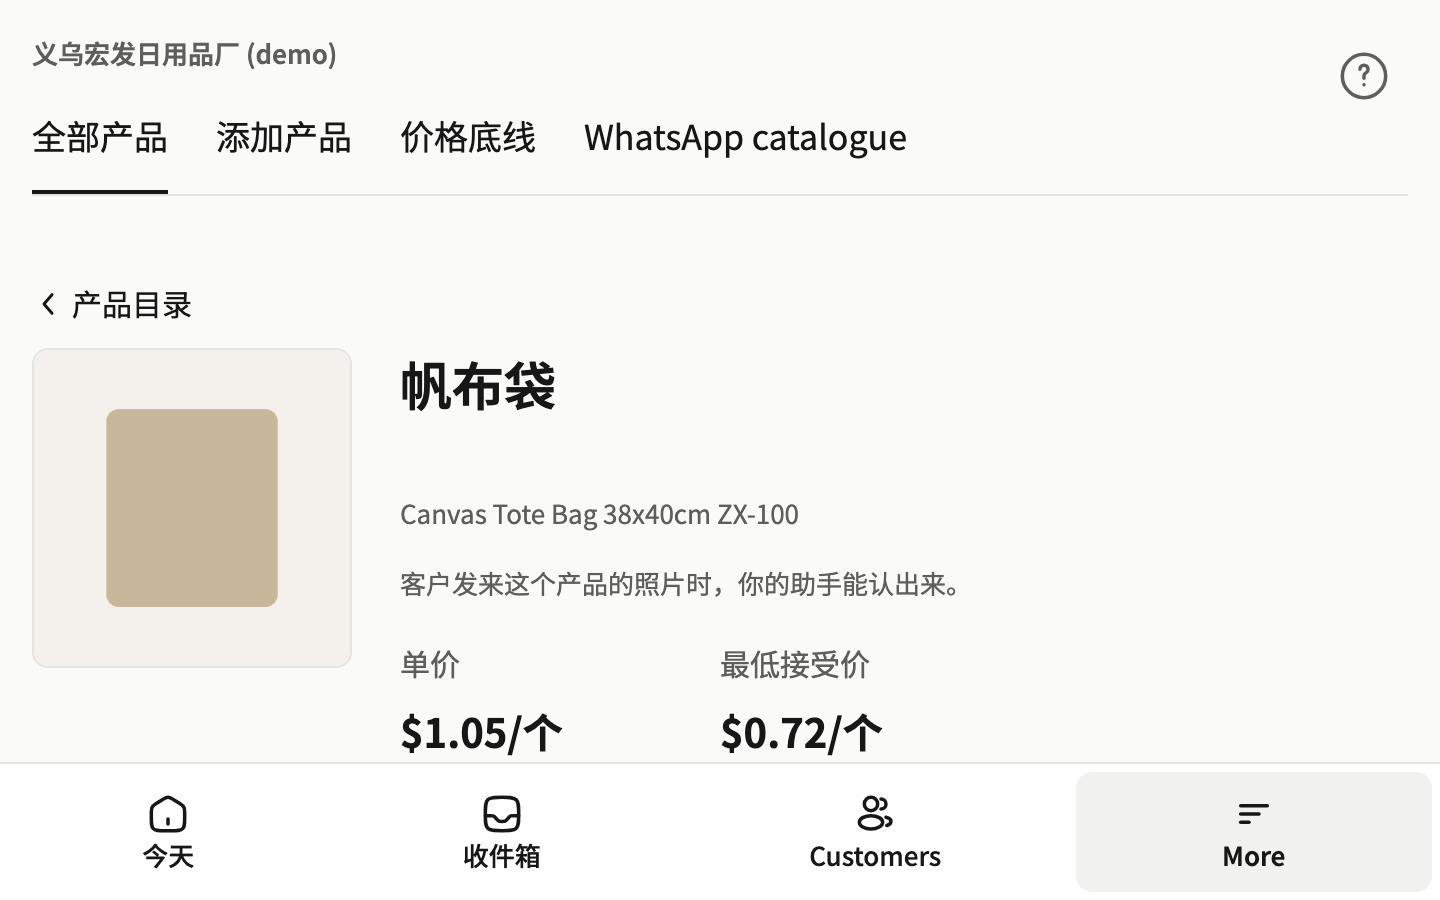 义乌宏发日用品厂 (demo)
全部产品 添加产品 价格底线 WhatsApp catalogue
产品目录
帆布袋
Canvas Tote Bag 38x40cm ZX-100
客户发来这个产品的照片时，你的助手能认出来。
单价 最低接受价
$1.05/个 $0.72/个
今天 收件箱 Customers More